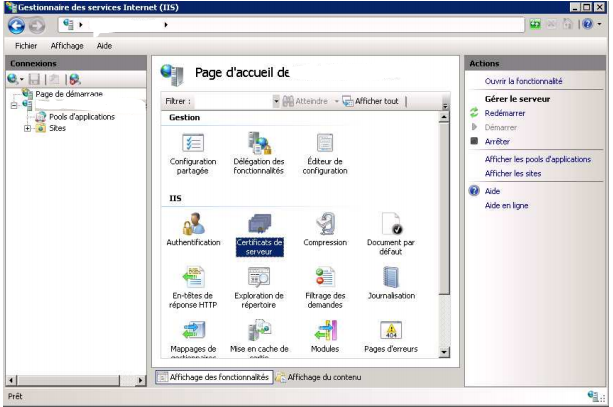 Gestionnaire des services Internet (IIS)
Fichier Affichage Aide
Connexions
Page de démarrage
Pools d'applications
Sites
Page d'accueil de
Filtrer : Atteindre Afficher tout
Gestion
Configuration partagée
Délégation des fonctionnalités
Éditeur de configuration
IIS
Authentification
Certificats de serveur
Compression
Document par défaut
En-têtes de réponse HTTP
Exploration de répertoire
Filtrage des demandes
Journalisation
Mappages de gestionnaires
Mise en cache de sortie
Modules
404
Pages d'erreurs
Affichage des fonctionnalités Affichage du contenu
Actions
Ouvrir la fonctionnalité
Gérer le serveur
Redémarrer
Démarrer
Arrêter
Afficher les pools d'applications
Afficher les sites
Aide
Aide en ligne
Prêt